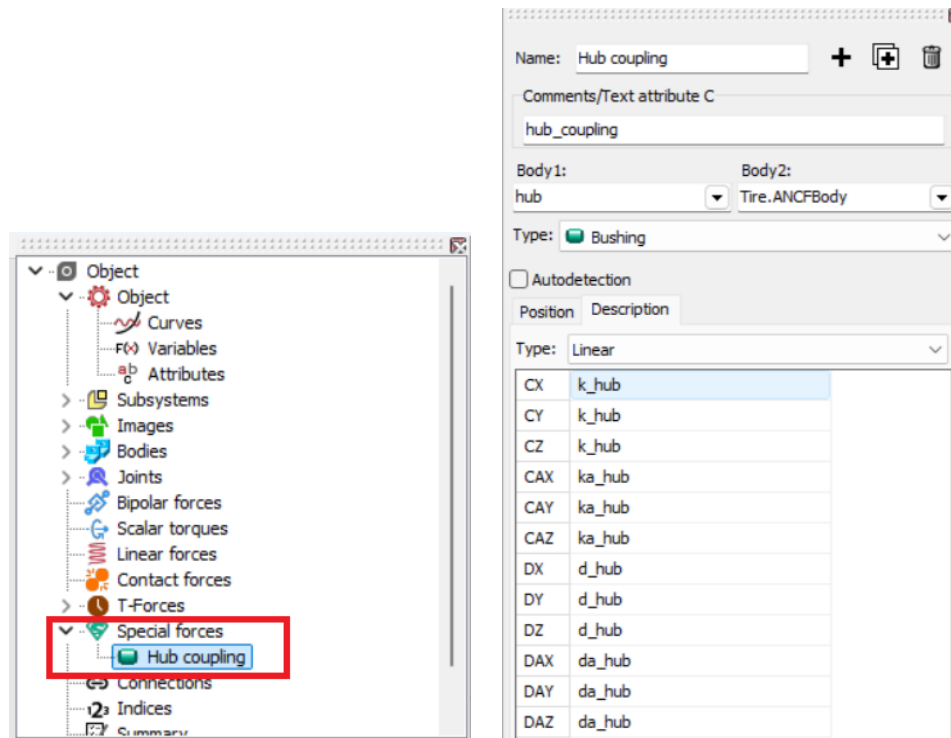 Object
Object
Curves
F(x) Variables
a b c Attributes
Subsystems
Images
Bodies
Joints
Bipolar forces
Scalar torques
Linear forces
Contact forces
T-Forces
Special forces
Hub coupling
Connections
123 Indices
Summary
Name: Hub coupling
Comments/Text attribute C
hub_coupling
Body1: Body2:
hub Tire.ANCFBody
Type: Bushing
Autodetection
Position Description
Type: Linear
CX k_hub
CY k_hub
CZ k_hub
CAX ka_hub
CAY ka_hub
CAZ ka_hub
DX d_hub
DY d_hub
DZ d_hub
DAX da_hub
DAY da_hub
DAZ da_hub